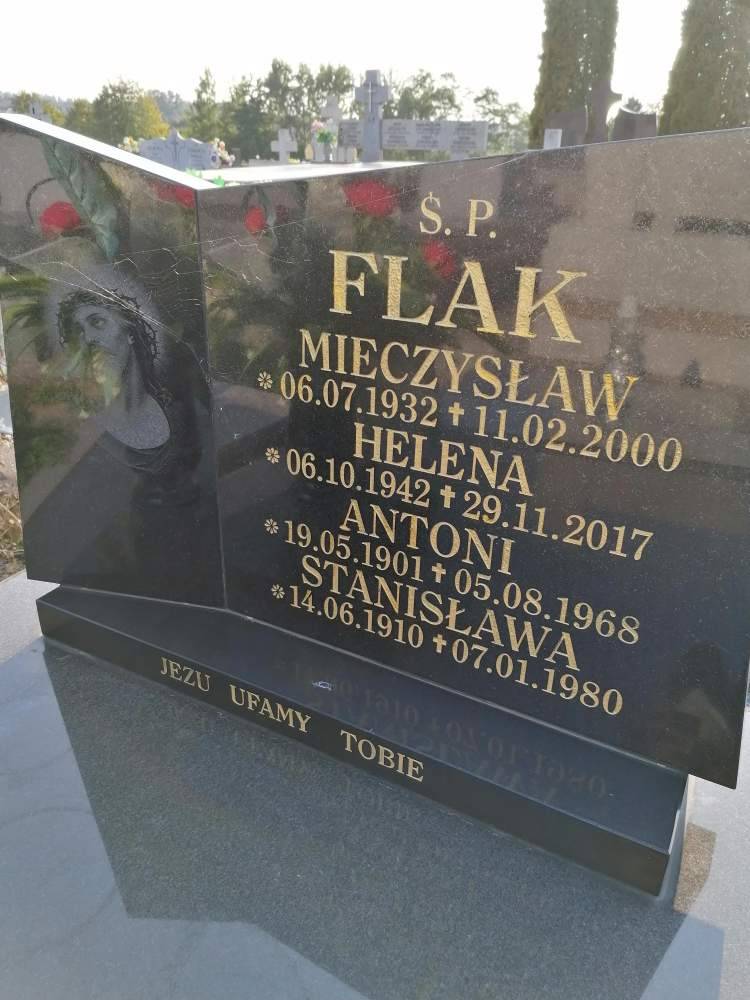 Ś. P.
FLAK
MIECZYSŁAW
* 06.07.1932 ✝ 11.02.2000
HELENA
* 06.10.1942 ✝ 29.11.2017
ANTONI
* 19.05.1901 ✝ 05.08.1968
STANISŁAWA
* 14.06.1910 ✝ 07.01.1980
JEZU UFAMY TOBIE